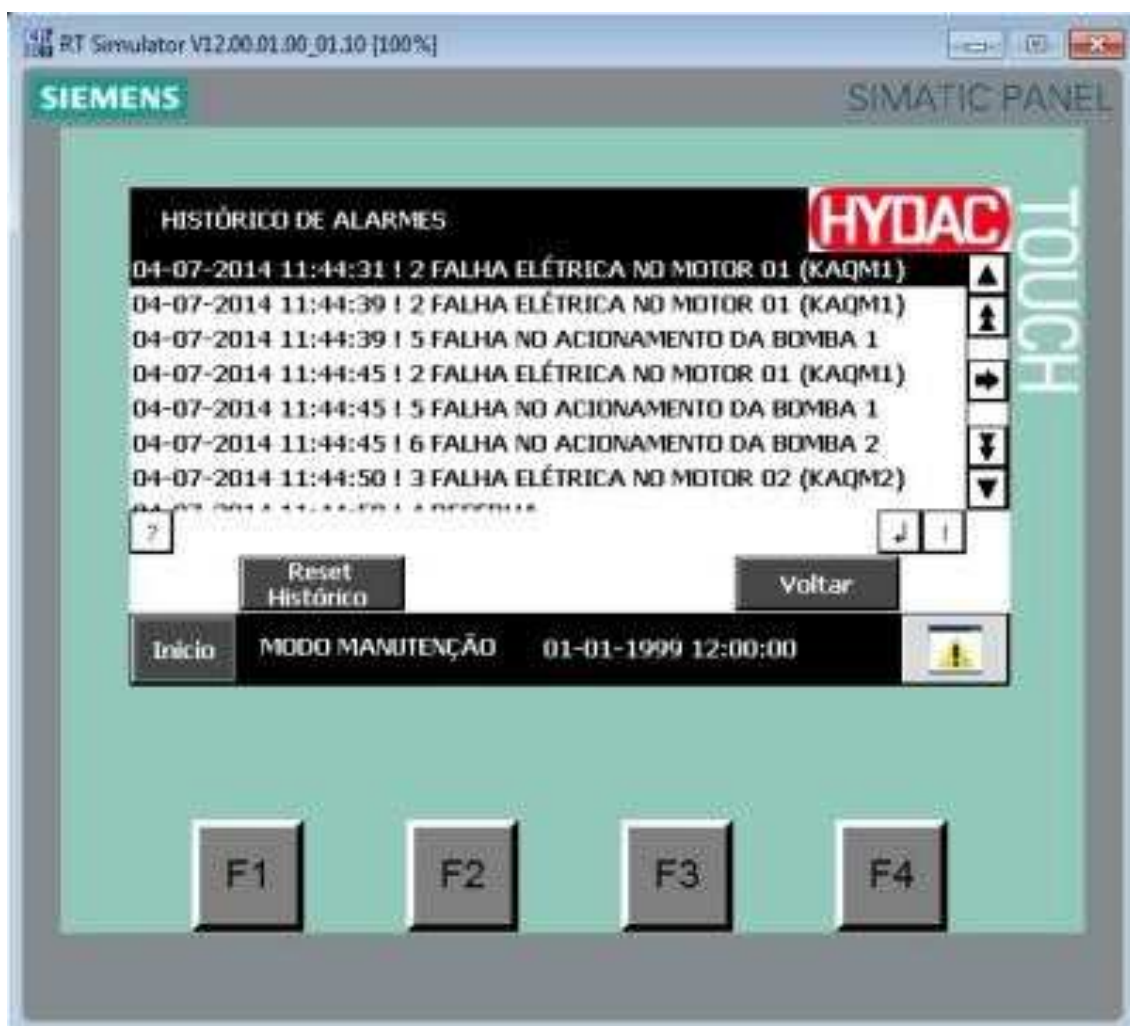 RT Simulator V12.00.01.00_01.10 [100%]
SIEMENS
SIMATIC PANEL
TOUCH
HISTÓRICO DE ALARMES
HYDAC
04-07-2014 11:44:31 ! 2 FALHA ELÉTRICA NO MOTOR 01 (KAQM1)
04-07-2014 11:44:39 ! 2 FALHA ELÉTRICA NO MOTOR 01 (KAQM1)
04-07-2014 11:44:39 ! 5 FALHA NO ACIONAMENTO DA BOMBA 1
04-07-2014 11:44:45 ! 2 FALHA ELÉTRICA NO MOTOR 01 (KAQM1)
04-07-2014 11:44:45 ! 5 FALHA NO ACIONAMENTO DA BOMBA 1
04-07-2014 11:44:45 ! 6 FALHA NO ACIONAMENTO DA BOMBA 2
04-07-2014 11:44:50 ! 3 FALHA ELÉTRICA NO MOTOR 02 (KAQM2)
?
!
Reset
Histórico
Voltar
Início MODO MANUTENÇÃO 01-01-1999 12:00:00
F1 F2 F3 F4